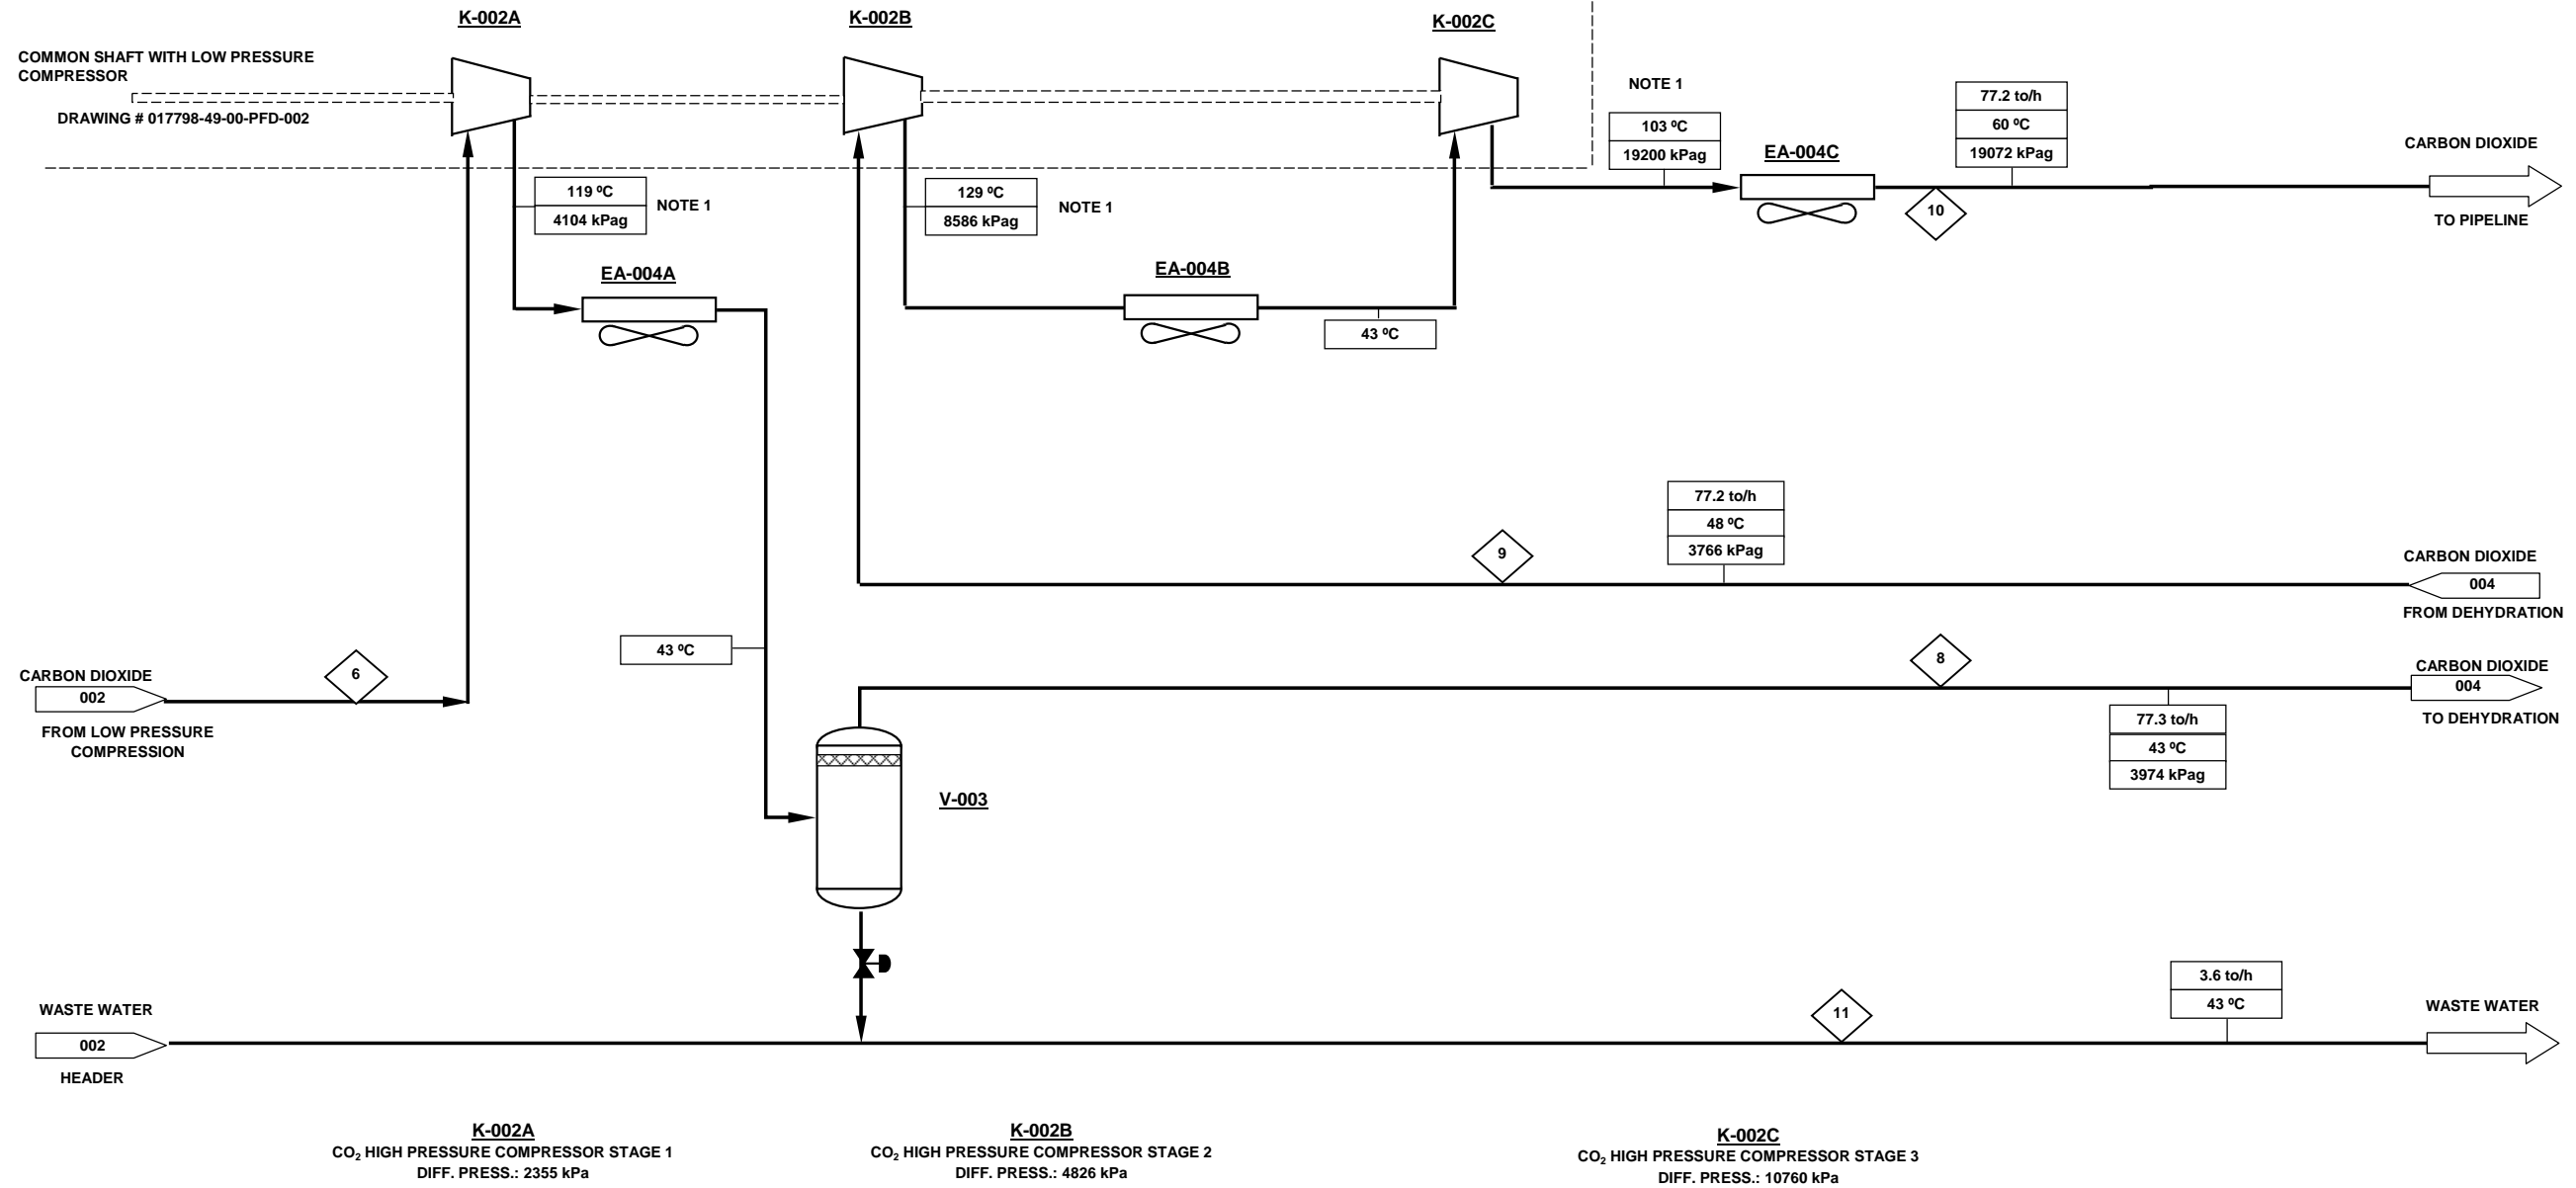 K-002A
K-002B
K-002C
COMMON SHAFT WITH LOW PRESSURE
COMPRESSOR
DRAWING # 017798-49-00-PFD-002
NOTE 1
103 ºC
19200 kPag
EA-004C
77.2 to/h
60 ºC
19072 kPag
CARBON DIOXIDE
TO PIPELINE
10
119 ºC
4104 kPag
NOTE 1
129 ºC
8586 kPag
NOTE 1
EA-004A
EA-004B
43 ºC
77.2 to/h
48 ºC
3766 kPag
9
CARBON DIOXIDE
004
FROM DEHYDRATION
43 ºC
8
CARBON DIOXIDE
004
TO DEHYDRATION
CARBON DIOXIDE
002
FROM LOW PRESSURE
COMPRESSION
6
77.3 to/h
43 ºC
3974 kPag
V-003
3.6 to/h
43 ºC
WASTE WATER
002
HEADER
11
WASTE WATER
K-002A
CO₂ HIGH PRESSURE COMPRESSOR STAGE 1
DIFF. PRESS.: 2355 kPa
K-002B
CO₂ HIGH PRESSURE COMPRESSOR STAGE 2
DIFF. PRESS.: 4826 kPa
K-002C
CO₂ HIGH PRESSURE COMPRESSOR STAGE 3
DIFF. PRESS.: 10760 kPa